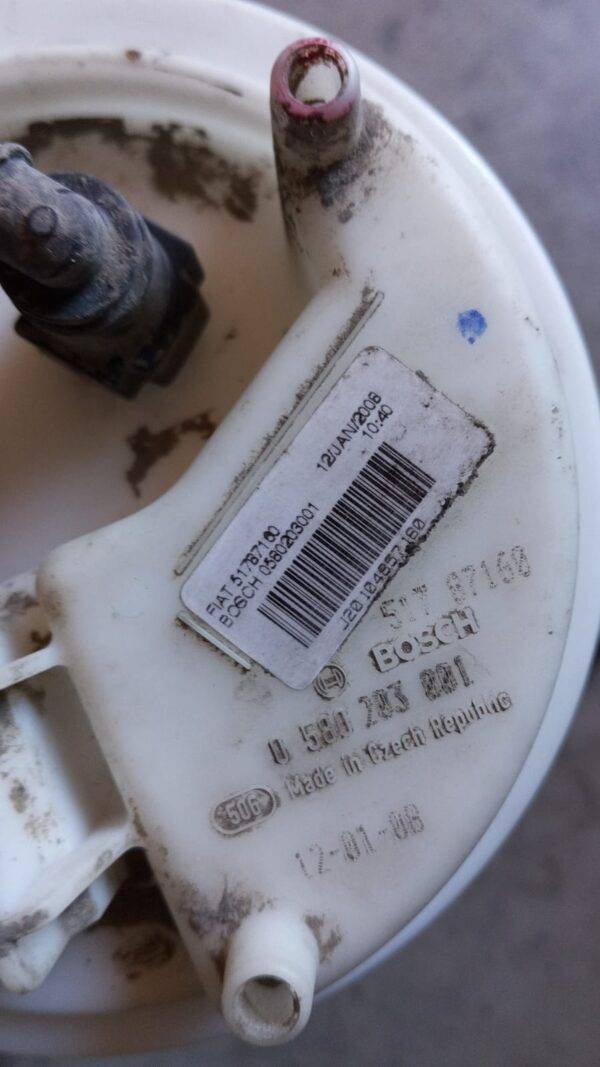 FIAT 51787160
BOSCH 0580203001
12/JAN/2008
10:40
517 87160
BOSCH
0 580 203 001
Made in Czech Republic
506
12-01-08